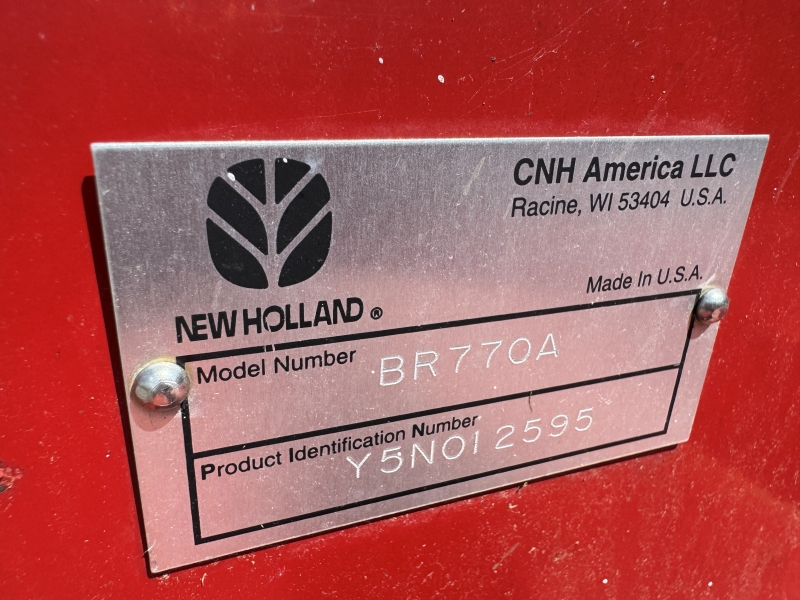 CNH America LLC
Racine, WI 53404 U.S.A.
Made In U.S.A.
NEW HOLLAND ®
Model Number BR770A
Product Identification Number
Y5N012595